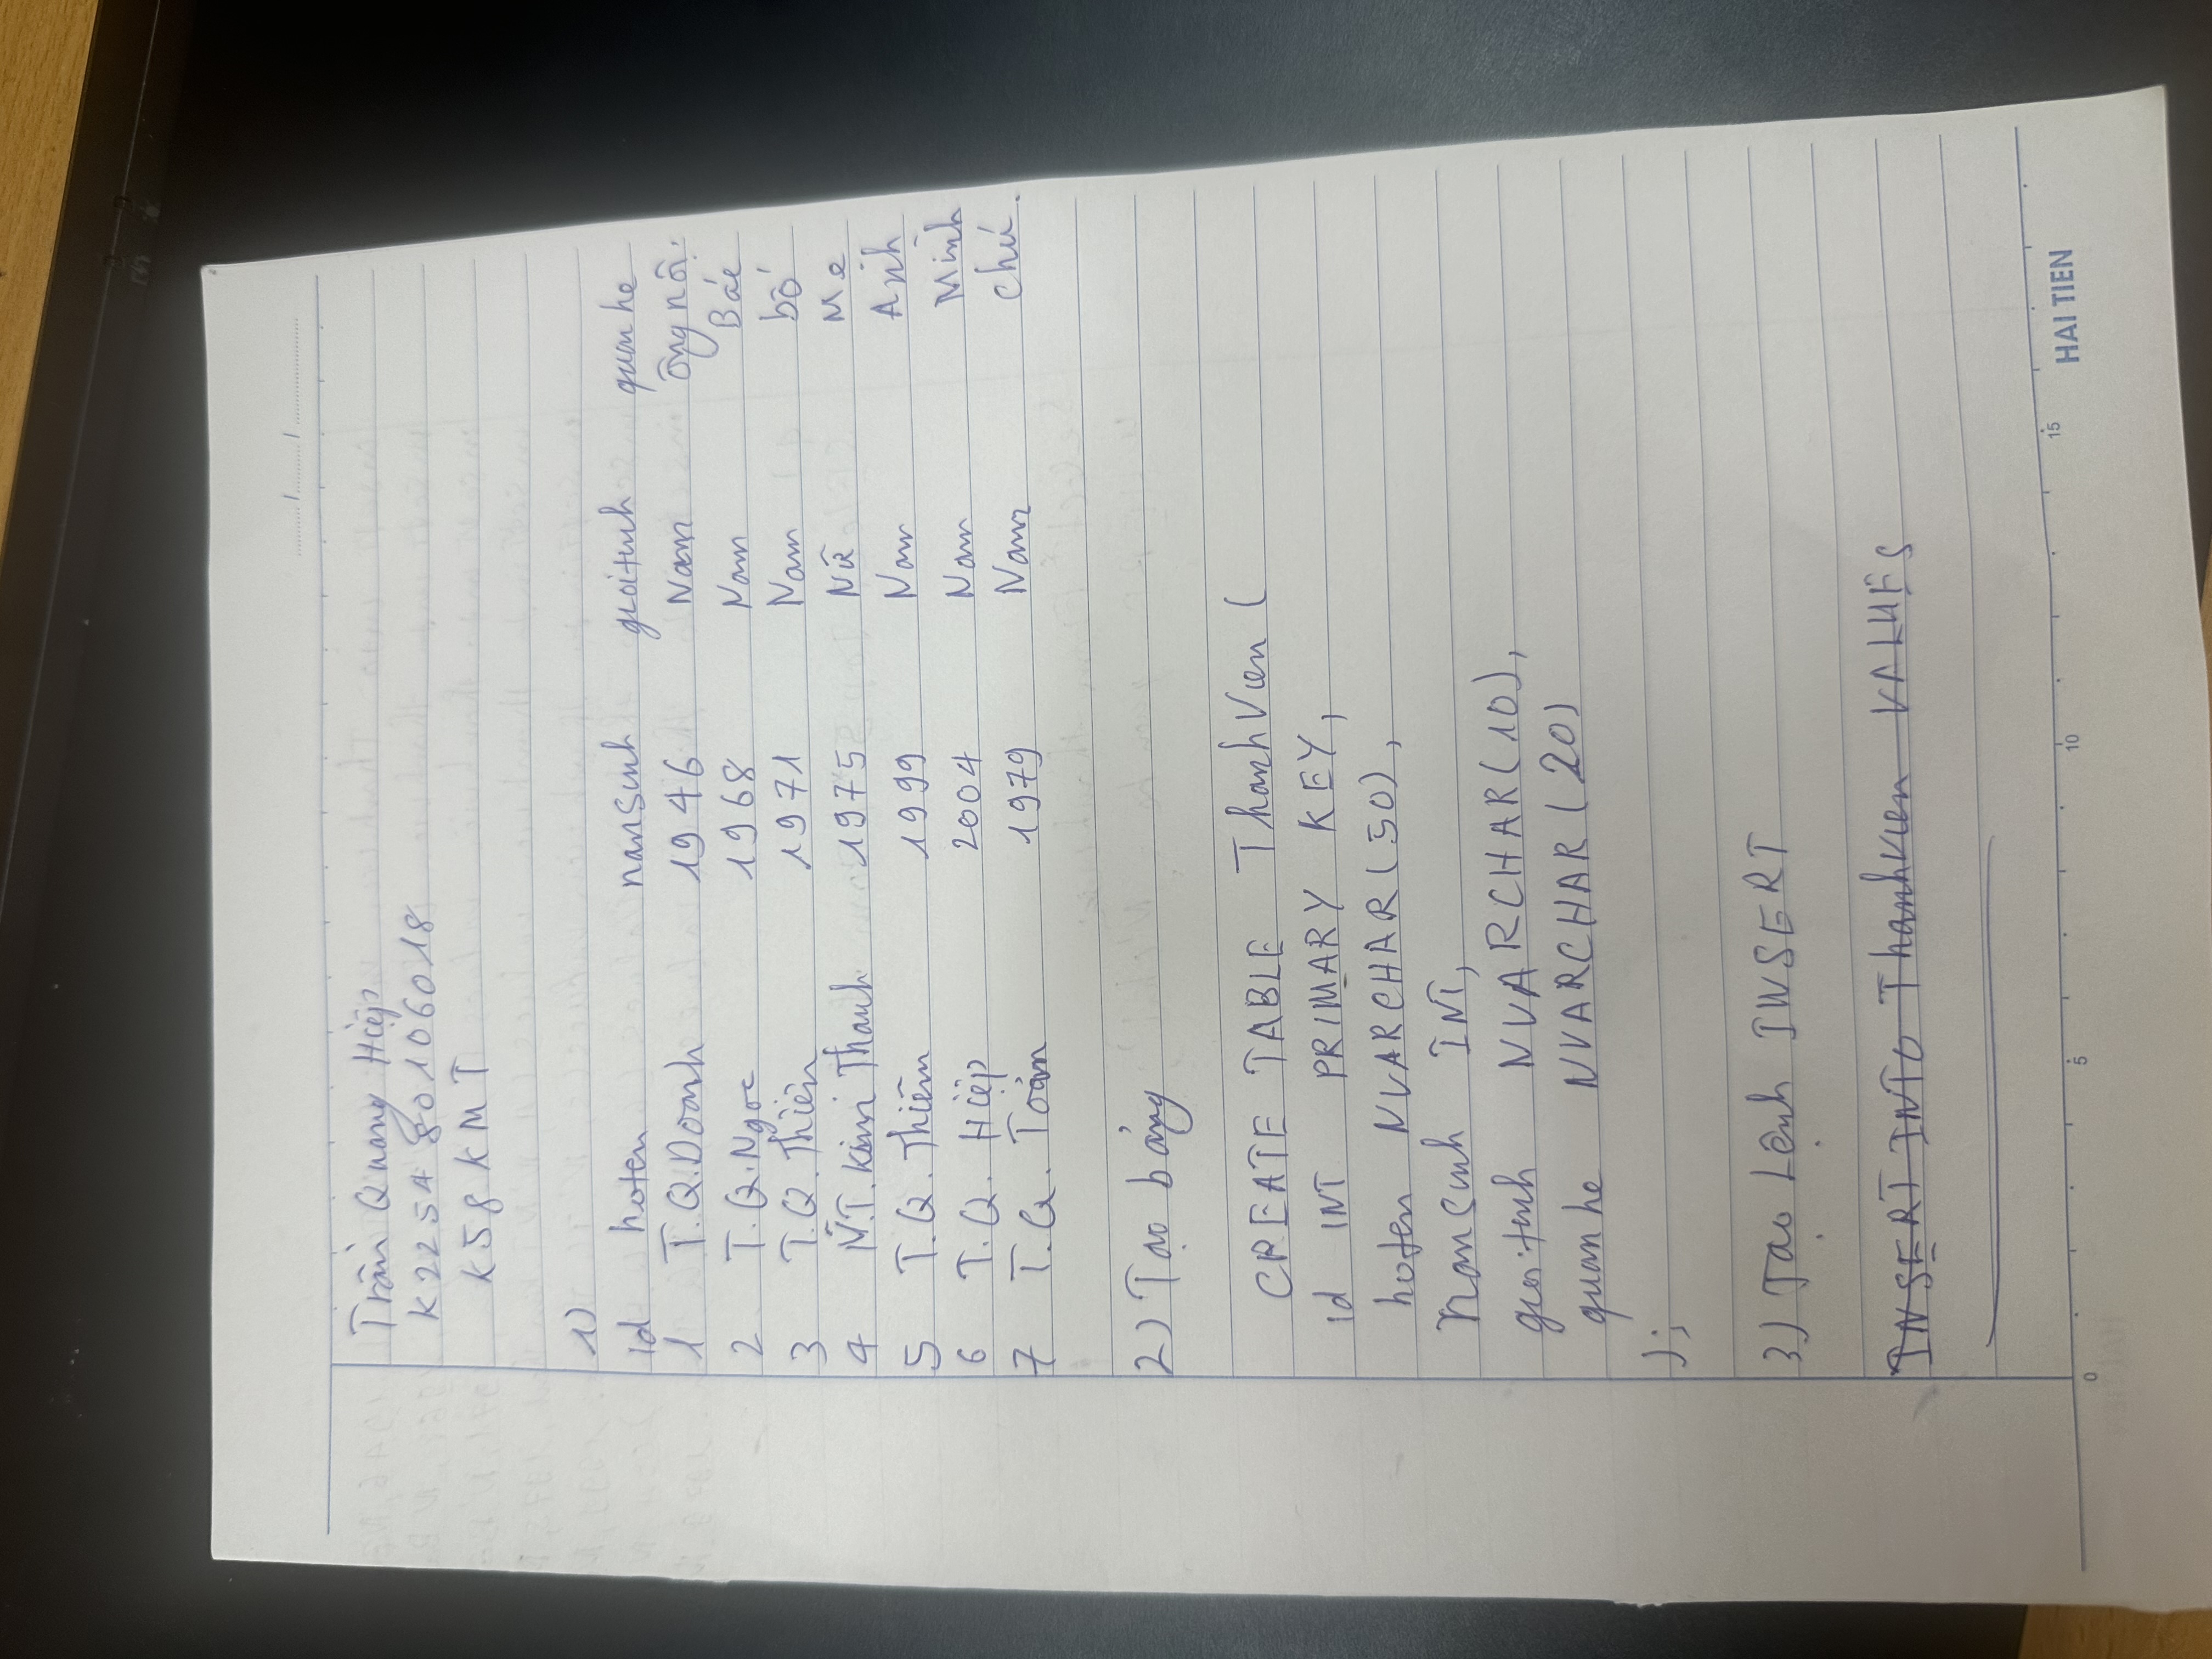 Trần Quang Hiệp
K225480106018
K58KMT
1)
id hoten namsinh gioitinh quanhe
1 T.Q.Doanh 1946 Nam ông nội.
2 T.Q.Ngọc 1968 Nam Bác
3 T.Q.Thiện 1971 Nam bố
4 N.T.Kim Thanh 1975 Nữ Mẹ
5 T.Q.Thiêm 1999 Nam Anh
6 T.Q. Hiệp 2004 Nam Mình
7 T.Q. Toản 1979 Nam chú.
2) Tạo bảng
CREATE TABLE ThanhVien (
id INT PRIMARY KEY,
hoten NVARCHAR(50),
namsinh INT,
gioitinh NVARCHAR(10),
quanhe NVARCHAR(20)
);
3) Tạo Lệnh INSERT
INSERT INTO Thanhvien VALUES
0 5 10 15 HAI TIEN